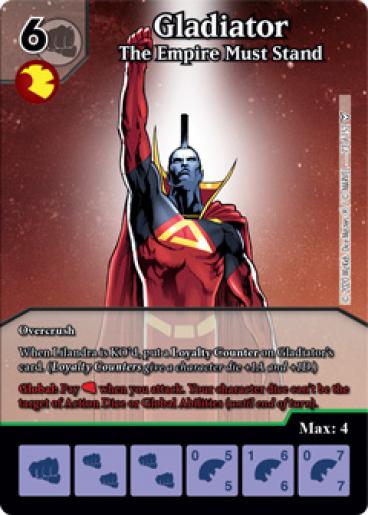 6
Gladiator
The Empire Must Stand
Overcrush
When Lilandra is KO'd, put a Loyalty Counter on Gladiator's
card. (Loyalty Counters give a character die +1A and +1D.)
Global: Pay when you attack. Your character dice can't be the
target of Action Dice or Global Abilities (until end of turn).
Max: 4
0 5
5
1 6
6
0 7
7